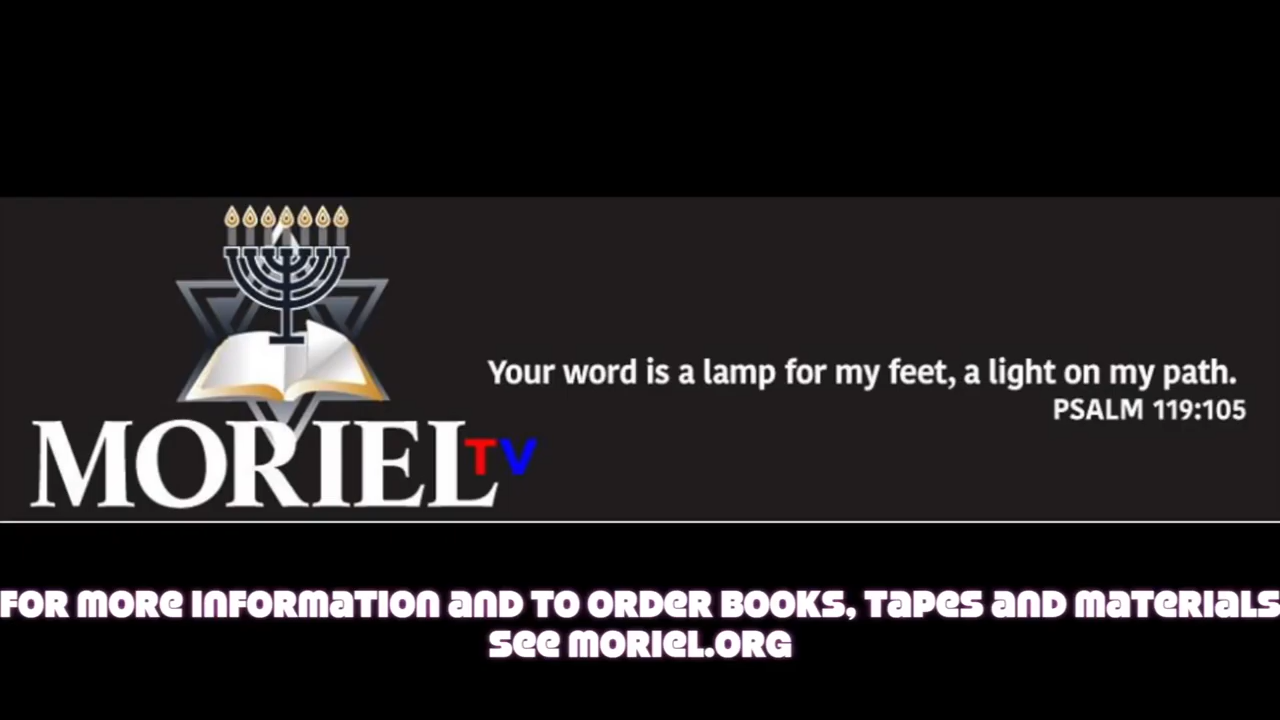 Your word is a lamp for my feet, a light on my path.
PSALM 119:105
MORIEL TV
FOR MORE INFORMATION AND TO ORDER BOOKS, TAPES AND MATERIALS
SEE MORIEL.ORG